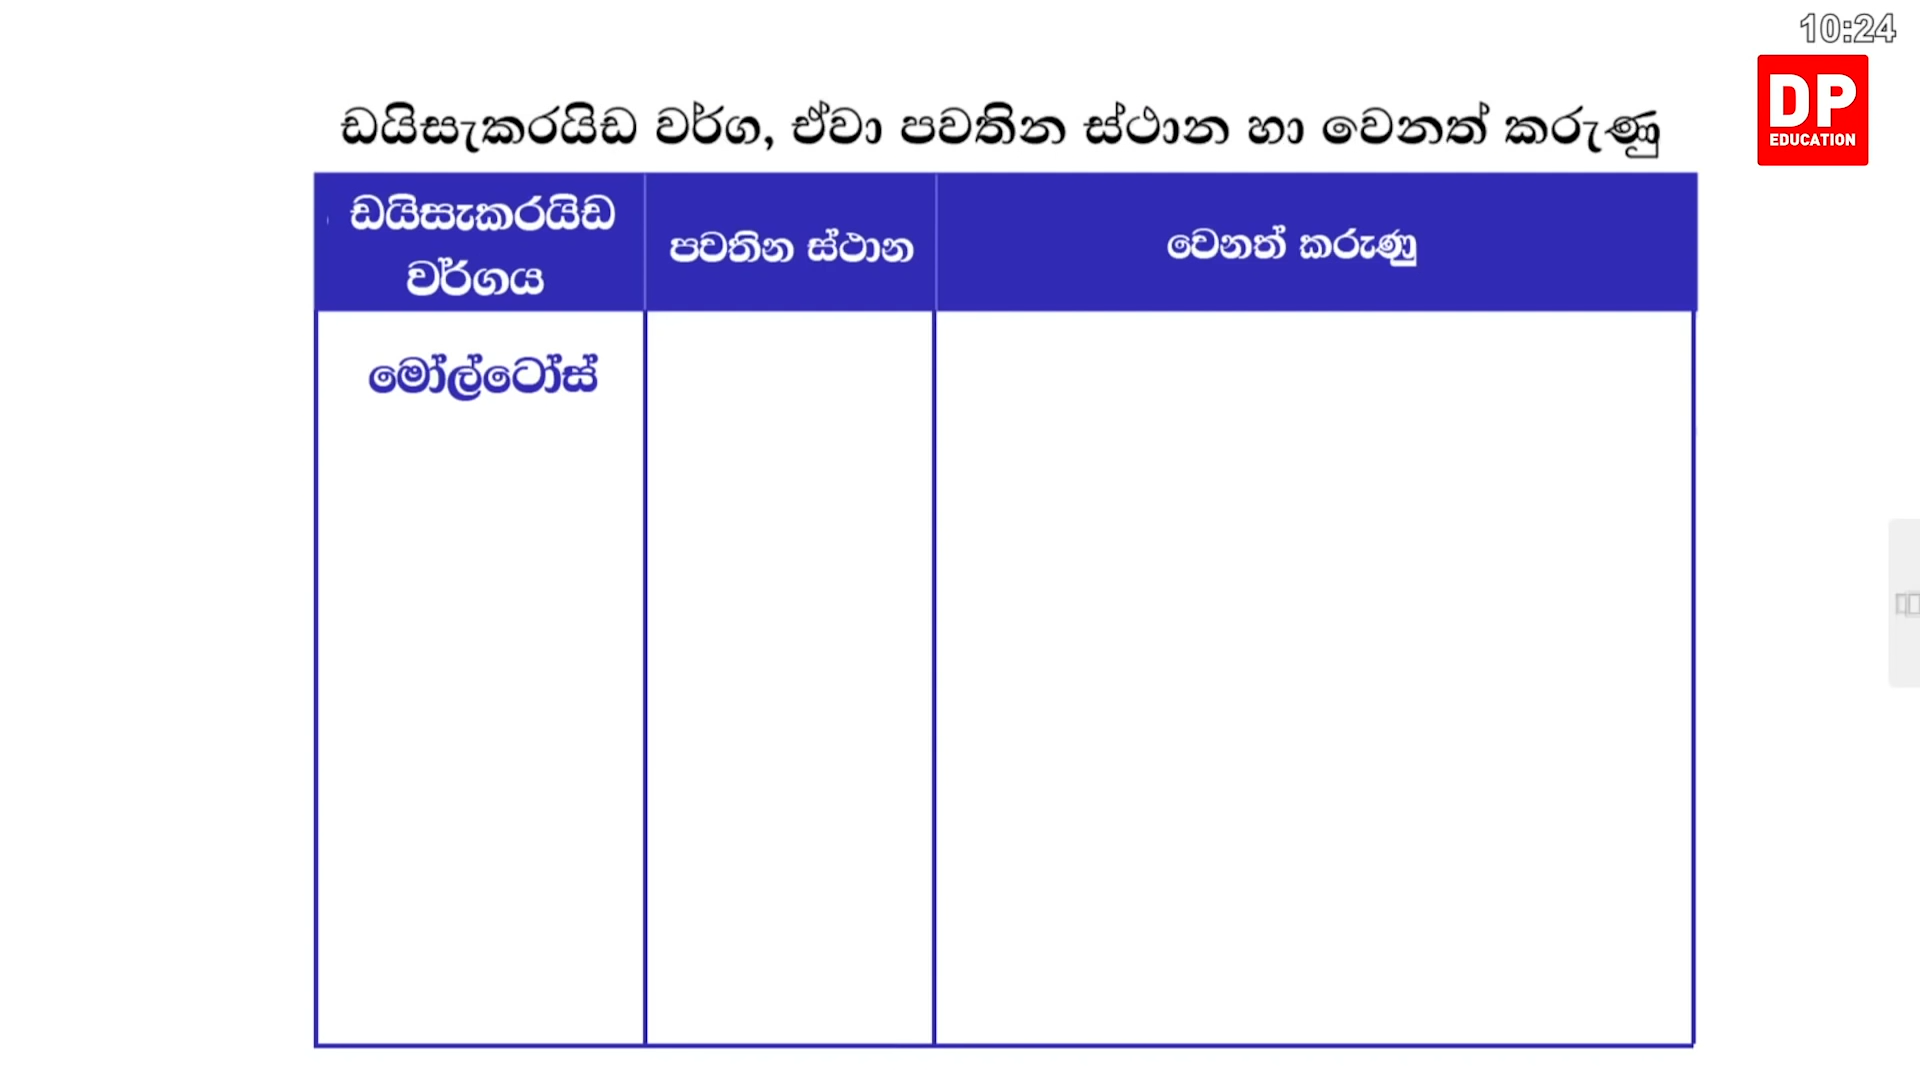 10:24
DP
EDUCATION
ඩයිසැකරයිඩ වර්ග, ඒවා පවතින ස්ථාන හා වෙනත් කරුණු
ඩයිසැකරයිඩ
වර්ගය
පවතින ස්ථාන
වෙනත් කරුණු
මෝල්ටෝස්